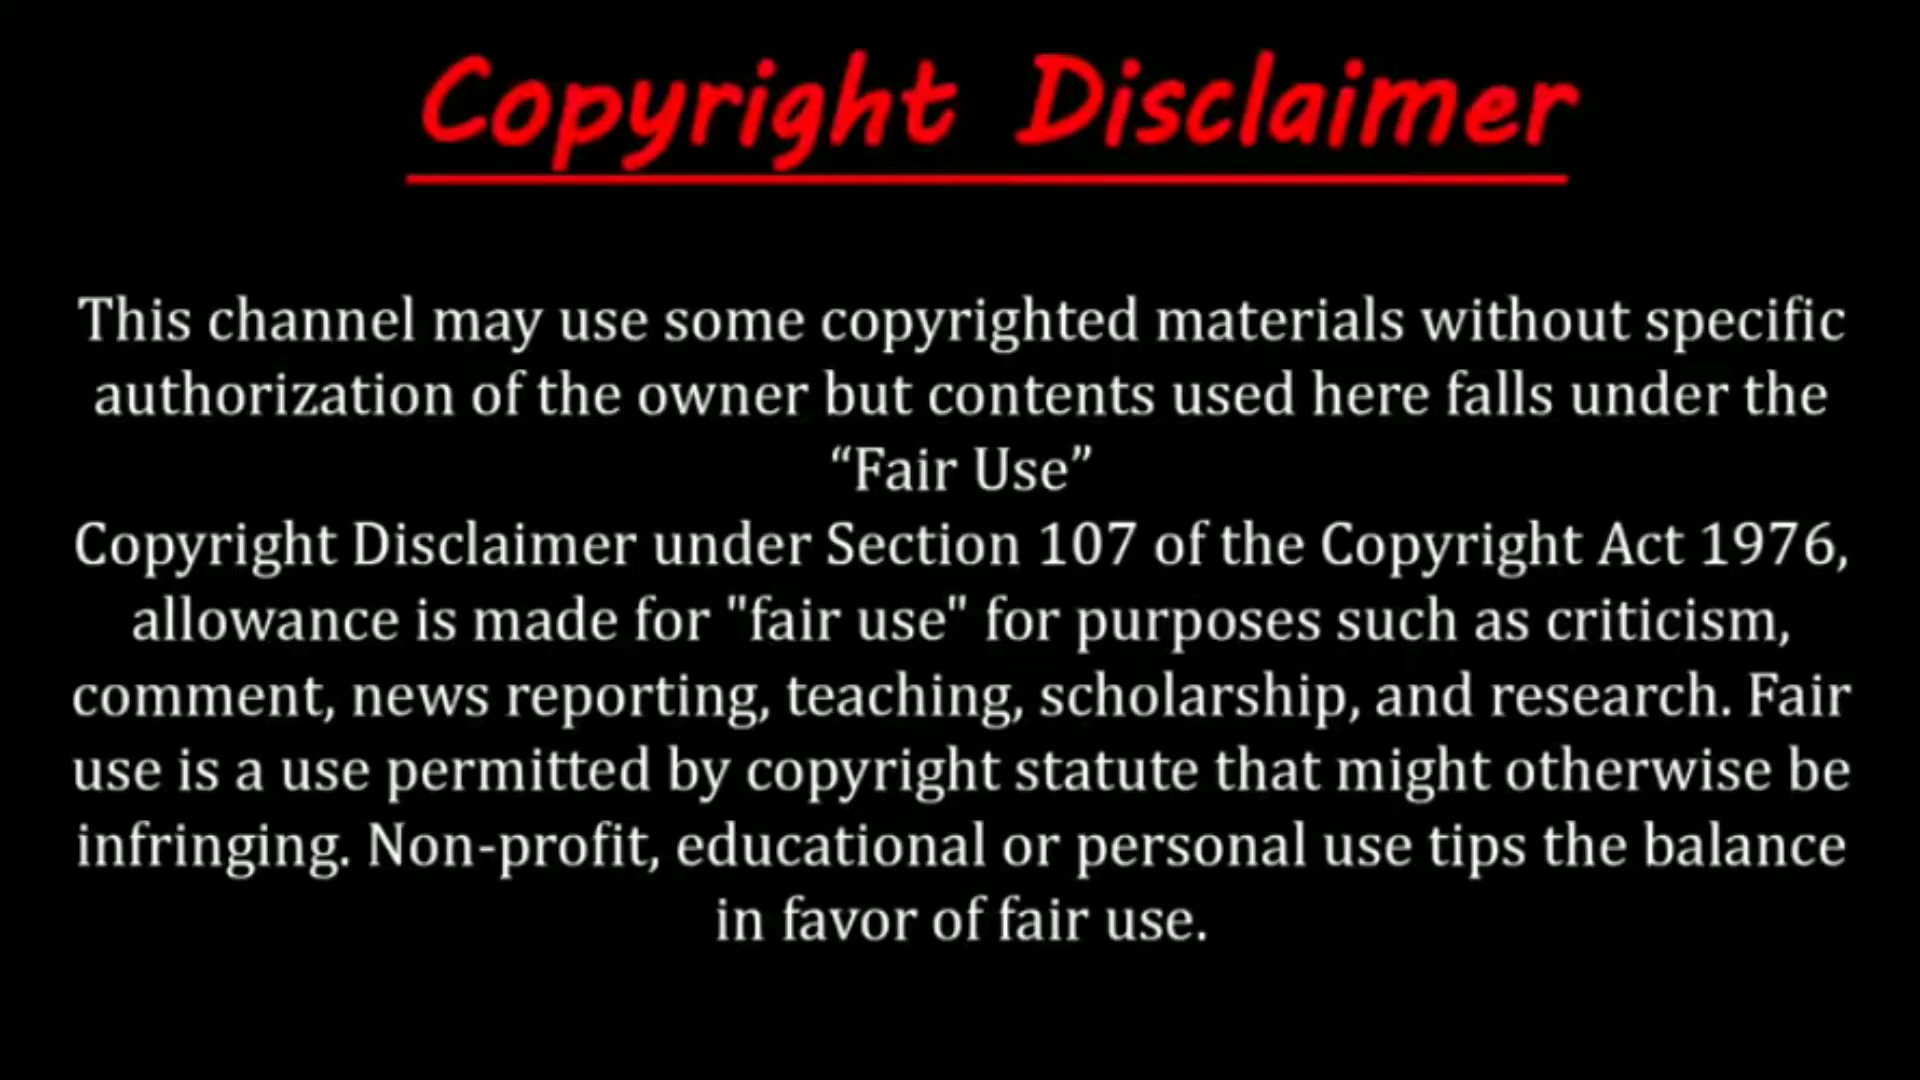 Copyright Disclaimer
This channel may use some copyrighted materials without specific
authorization of the owner but contents used here falls under the
“Fair Use”
Copyright Disclaimer under Section 107 of the Copyright Act 1976,
allowance is made for "fair use" for purposes such as criticism,
comment, news reporting, teaching, scholarship, and research. Fair
use is a use permitted by copyright statute that might otherwise be
infringing. Non-profit, educational or personal use tips the balance
in favor of fair use.